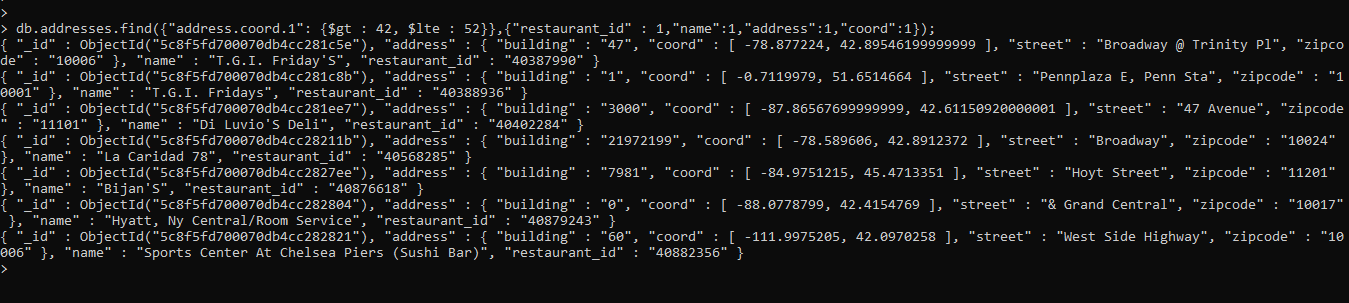 >
> db.addresses.find({"address.coord.1": {$gt : 42, $lte : 52}},{"restaurant_id" : 1,"name":1,"address":1,"coord":1});
{ "_id" : ObjectId("5c8f5fd700070db4cc281c5e"), "address" : { "building" : "47", "coord" : [ -78.877224, 42.89546199999999 ], "street" : "Broadway @ Trinity Pl", "zipco
de" : "10006" }, "name" : "T.G.I. Friday'S", "restaurant_id" : "40387990" }
{ "_id" : ObjectId("5c8f5fd700070db4cc281c8b"), "address" : { "building" : "1", "coord" : [ -0.7119979, 51.6514664 ], "street" : "Pennplaza E, Penn Sta", "zipcode" : "1
0001" }, "name" : "T.G.I. Fridays", "restaurant_id" : "40388936" }
{ "_id" : ObjectId("5c8f5fd700070db4cc281ee7"), "address" : { "building" : "3000", "coord" : [ -87.86567699999999, 42.61150920000001 ], "street" : "47 Avenue", "zipcode
" : "11101" }, "name" : "Di Luvio'S Deli", "restaurant_id" : "40402284" }
{ "_id" : ObjectId("5c8f5fd700070db4cc28211b"), "address" : { "building" : "21972199", "coord" : [ -78.589606, 42.8912372 ], "street" : "Broadway", "zipcode" : "10024"
}, "name" : "La Caridad 78", "restaurant_id" : "40568285" }
{ "_id" : ObjectId("5c8f5fd700070db4cc2827ee"), "address" : { "building" : "7981", "coord" : [ -84.9751215, 45.4713351 ], "street" : "Hoyt Street", "zipcode" : "11201"
}, "name" : "Bijan'S", "restaurant_id" : "40876618" }
{ "_id" : ObjectId("5c8f5fd700070db4cc282804"), "address" : { "building" : "0", "coord" : [ -88.0778799, 42.4154769 ], "street" : "& Grand Central", "zipcode" : "10017"
 }, "name" : "Hyatt, Ny Central/Room Service", "restaurant_id" : "40879243" }
{ "_id" : ObjectId("5c8f5fd700070db4cc282821"), "address" : { "building" : "60", "coord" : [ -111.9975205, 42.0970258 ], "street" : "West Side Highway", "zipcode" : "10
006" }, "name" : "Sports Center At Chelsea Piers (Sushi Bar)", "restaurant_id" : "40882356" }
>